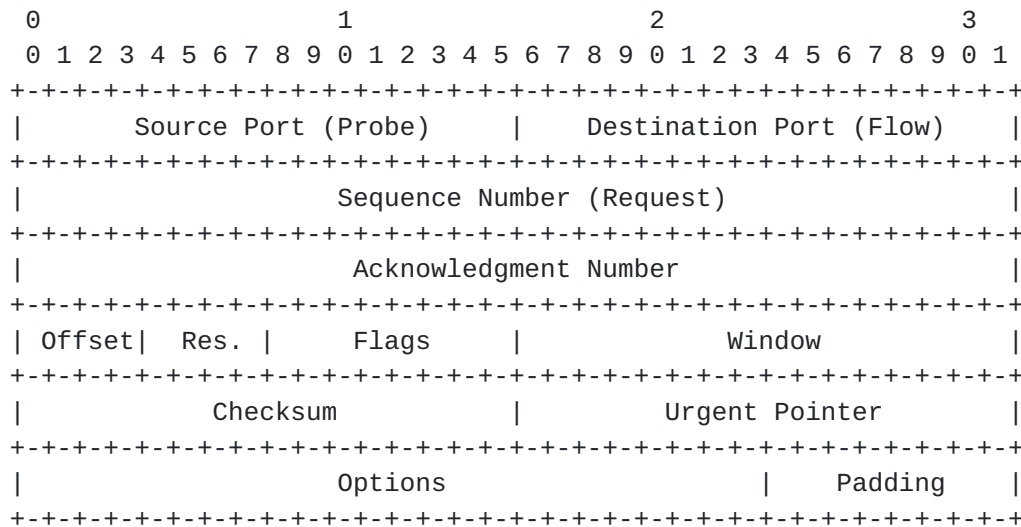 0                   1                   2                   3
 0 1 2 3 4 5 6 7 8 9 0 1 2 3 4 5 6 7 8 9 0 1 2 3 4 5 6 7 8 9 0 1
+-+-+-+-+-+-+-+-+-+-+-+-+-+-+-+-+-+-+-+-+-+-+-+-+-+-+-+-+-+-+-+-+
|       Source Port (Probe)     |    Destination Port (Flow)    |
+-+-+-+-+-+-+-+-+-+-+-+-+-+-+-+-+-+-+-+-+-+-+-+-+-+-+-+-+-+-+-+-+
|                    Sequence Number (Request)                  |
+-+-+-+-+-+-+-+-+-+-+-+-+-+-+-+-+-+-+-+-+-+-+-+-+-+-+-+-+-+-+-+-+
|                     Acknowledgment Number                     |
+-+-+-+-+-+-+-+-+-+-+-+-+-+-+-+-+-+-+-+-+-+-+-+-+-+-+-+-+-+-+-+-+
| Offset|  Res. |     Flags     |             Window            |
+-+-+-+-+-+-+-+-+-+-+-+-+-+-+-+-+-+-+-+-+-+-+-+-+-+-+-+-+-+-+-+-+
|            Checksum           |         Urgent Pointer        |
+-+-+-+-+-+-+-+-+-+-+-+-+-+-+-+-+-+-+-+-+-+-+-+-+-+-+-+-+-+-+-+-+
|                    Options                    |    Padding    |
+-+-+-+-+-+-+-+-+-+-+-+-+-+-+-+-+-+-+-+-+-+-+-+-+-+-+-+-+-+-+-+-+